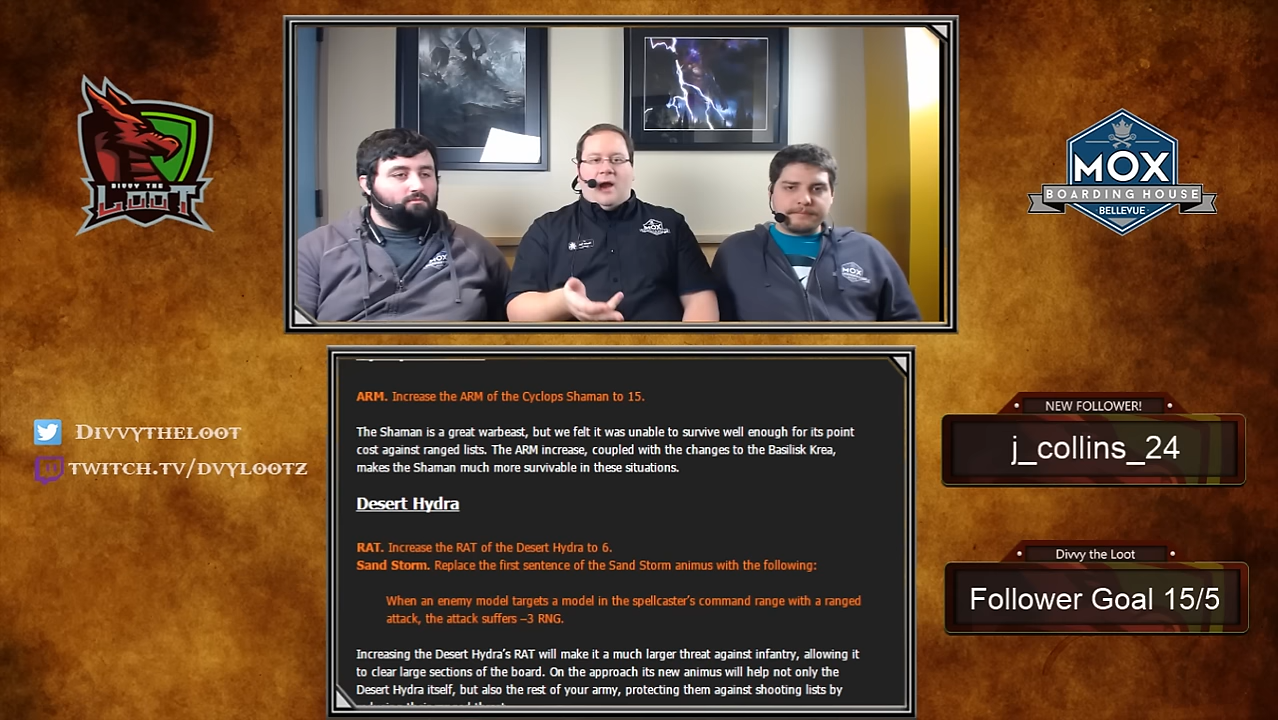 DIVVY THE
LOOT
MOX
BOARDING HOUSE
BELLEVUE
MOX
MOX
MOX
ARM. Increase the ARM of the Cyclops Shaman to 15.
The Shaman is a great warbeast, but we felt it was unable to survive well enough for its point
cost against ranged lists. The ARM increase, coupled with the changes to the Basilisk Krea,
makes the Shaman much more survivable in these situations.
Desert Hydra
RAT. Increase the RAT of the Desert Hydra to 6.
Sand Storm. Replace the first sentence of the Sand Storm animus with the following:
When an enemy model targets a model in the spellcaster's command range with a ranged
attack, the attack suffers –3 RNG.
Increasing the Desert Hydra's RAT will make it a much larger threat against infantry, allowing it
to clear large sections of the board. On the approach its new animus will help not only the
Desert Hydra itself, but also the rest of your army, protecting them against shooting lists by
DIVVYTHELOOT
TWITCH.TV/DVYLOOTZ
NEW FOLLOWER!
j_collins_24
Divvy the Loot
Follower Goal 15/5